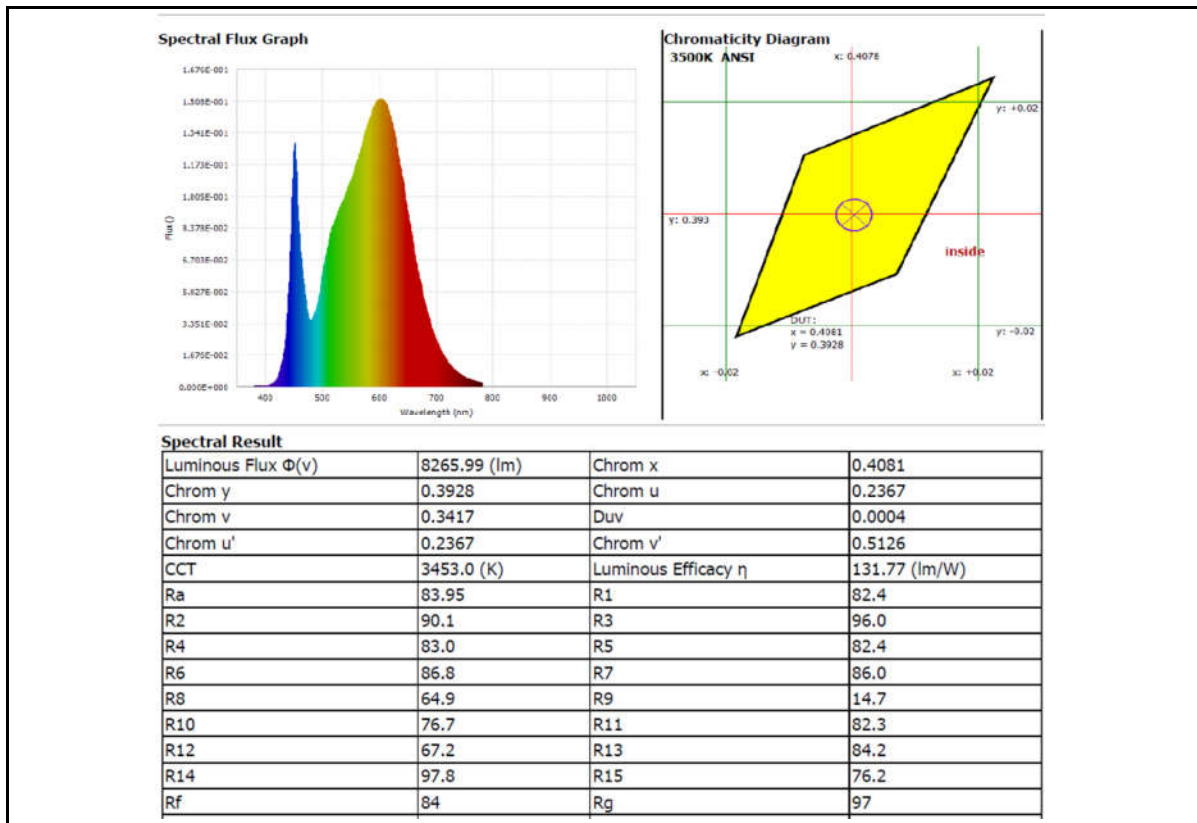 Spectral Flux Graph
1.676E-001
1.508E-001
1.341E-001
1.173E-001
1.005E-001
8.379E-002
6.703E-002
5.027E-002
3.351E-002
1.676E-002
0.000E+000
Flux()
400 500 600 700 800 900 1000
Wavelength (nm)
Chromaticity Diagram
3500K ANSI
x: 0.4078
y: +0.02
y: 0.393
inside
DUT:
x = 0.4081
y = 0.3928
y: -0.02
x: -0.02
x: +0.02
Spectral Result
Luminous Flux Φ(v) 8265.99 (lm) Chrom x 0.4081
Chrom y 0.3928 Chrom u 0.2367
Chrom v 0.3417 Duv 0.0004
Chrom u' 0.2367 Chrom v' 0.5126
CCT 3453.0 (K) Luminous Efficacy η 131.77 (lm/W)
Ra 83.95 R1 82.4
R2 90.1 R3 96.0
R4 83.0 R5 82.4
R6 86.8 R7 86.0
R8 64.9 R9 14.7
R10 76.7 R11 82.3
R12 67.2 R13 84.2
R14 97.8 R15 76.2
Rf 84 Rg 97